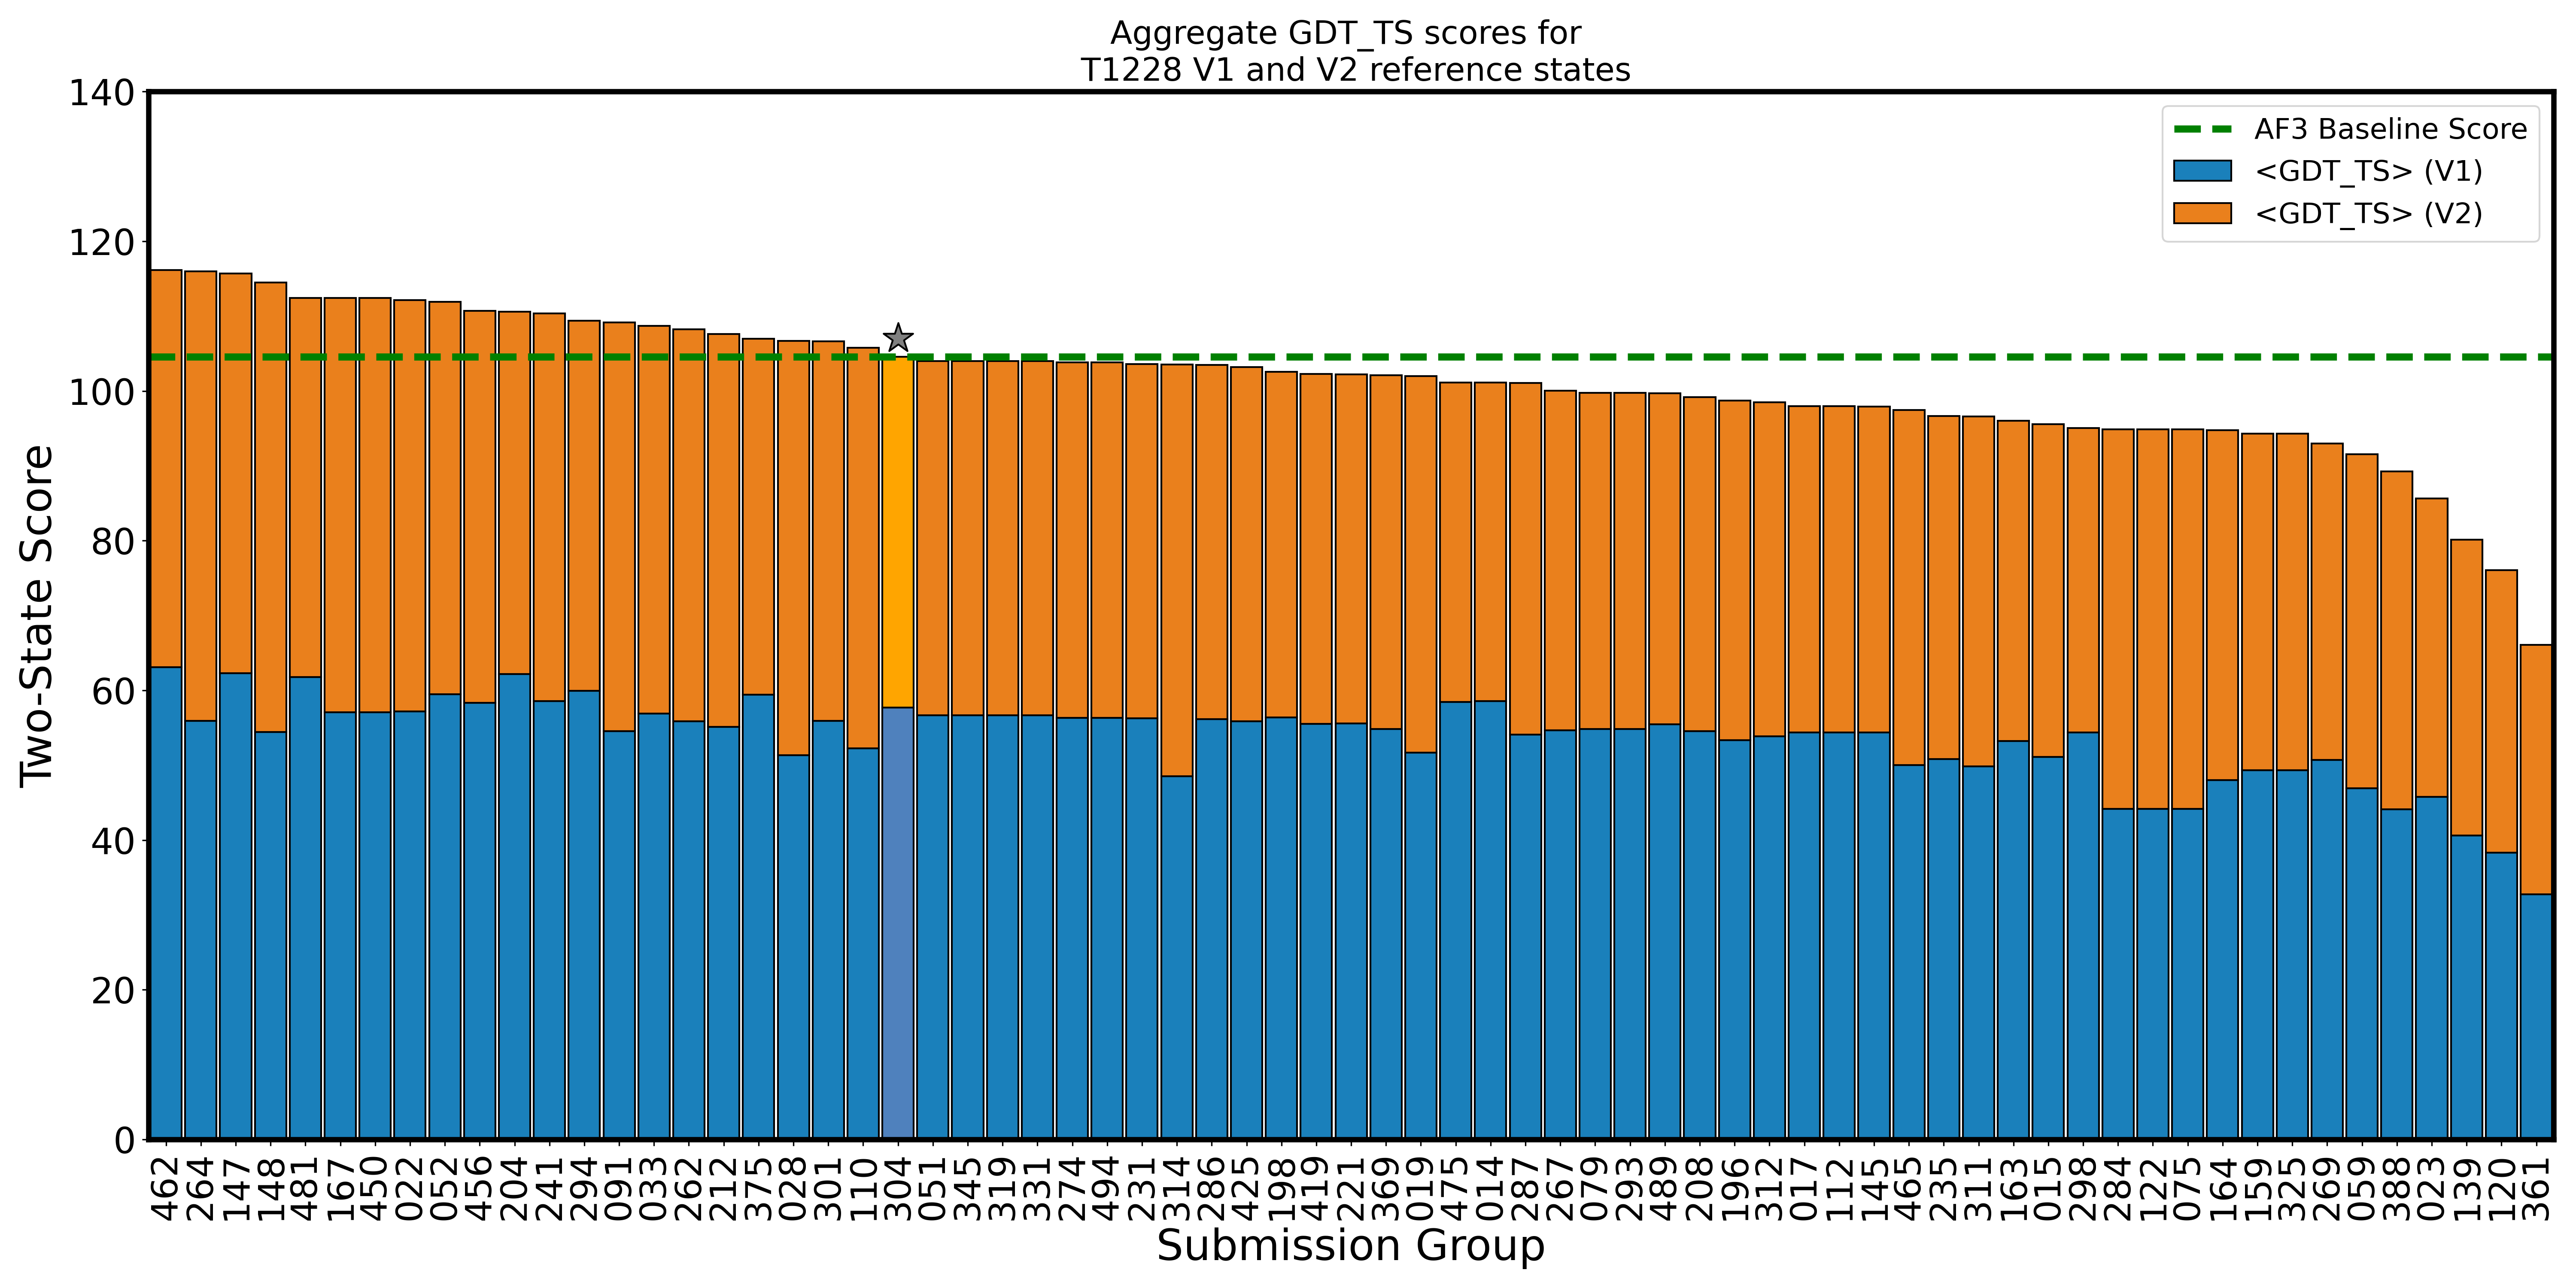 Aggregate GDT_TS scores for
T1228 V1 and V2 reference states
140
120
100
80
60
40
20
0
Two-State Score
AF3 Baseline Score
<GDT_TS> (V1)
<GDT_TS> (V2)
462 264 147 148 481 167 450 022 052 456 204 241 294 091 033 262 212 375 028 301 110 304 051 345 319 331 274 494 231 314 286 425 198 419 221 369 019 475 014 287 267 079 293 489 208 196 312 017 112 145 465 235 311 163 015 298 284 122 075 164 159 325 269 059 388 023 139 120 361
Submission Group